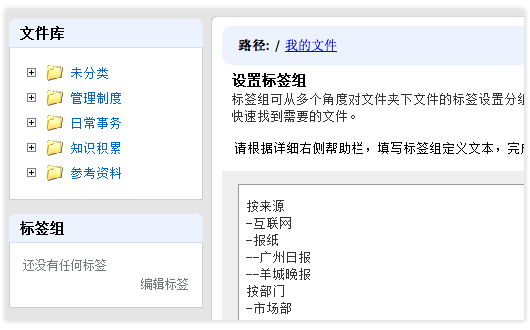 文件库
未分类
管理制度
日常事务
知识积累
参考资料
标签组
还没有任何标签
编辑标签
路径: / 我的文件
设置标签组
标签组可从多个角度对文件夹下文件的标签设置分组
快速找到需要的文件。
请根据详细右侧帮助栏，填写标签组定义文本，完成
按来源
-互联网
-报纸
--广州日报
--羊城晚报
按部门
-市场部